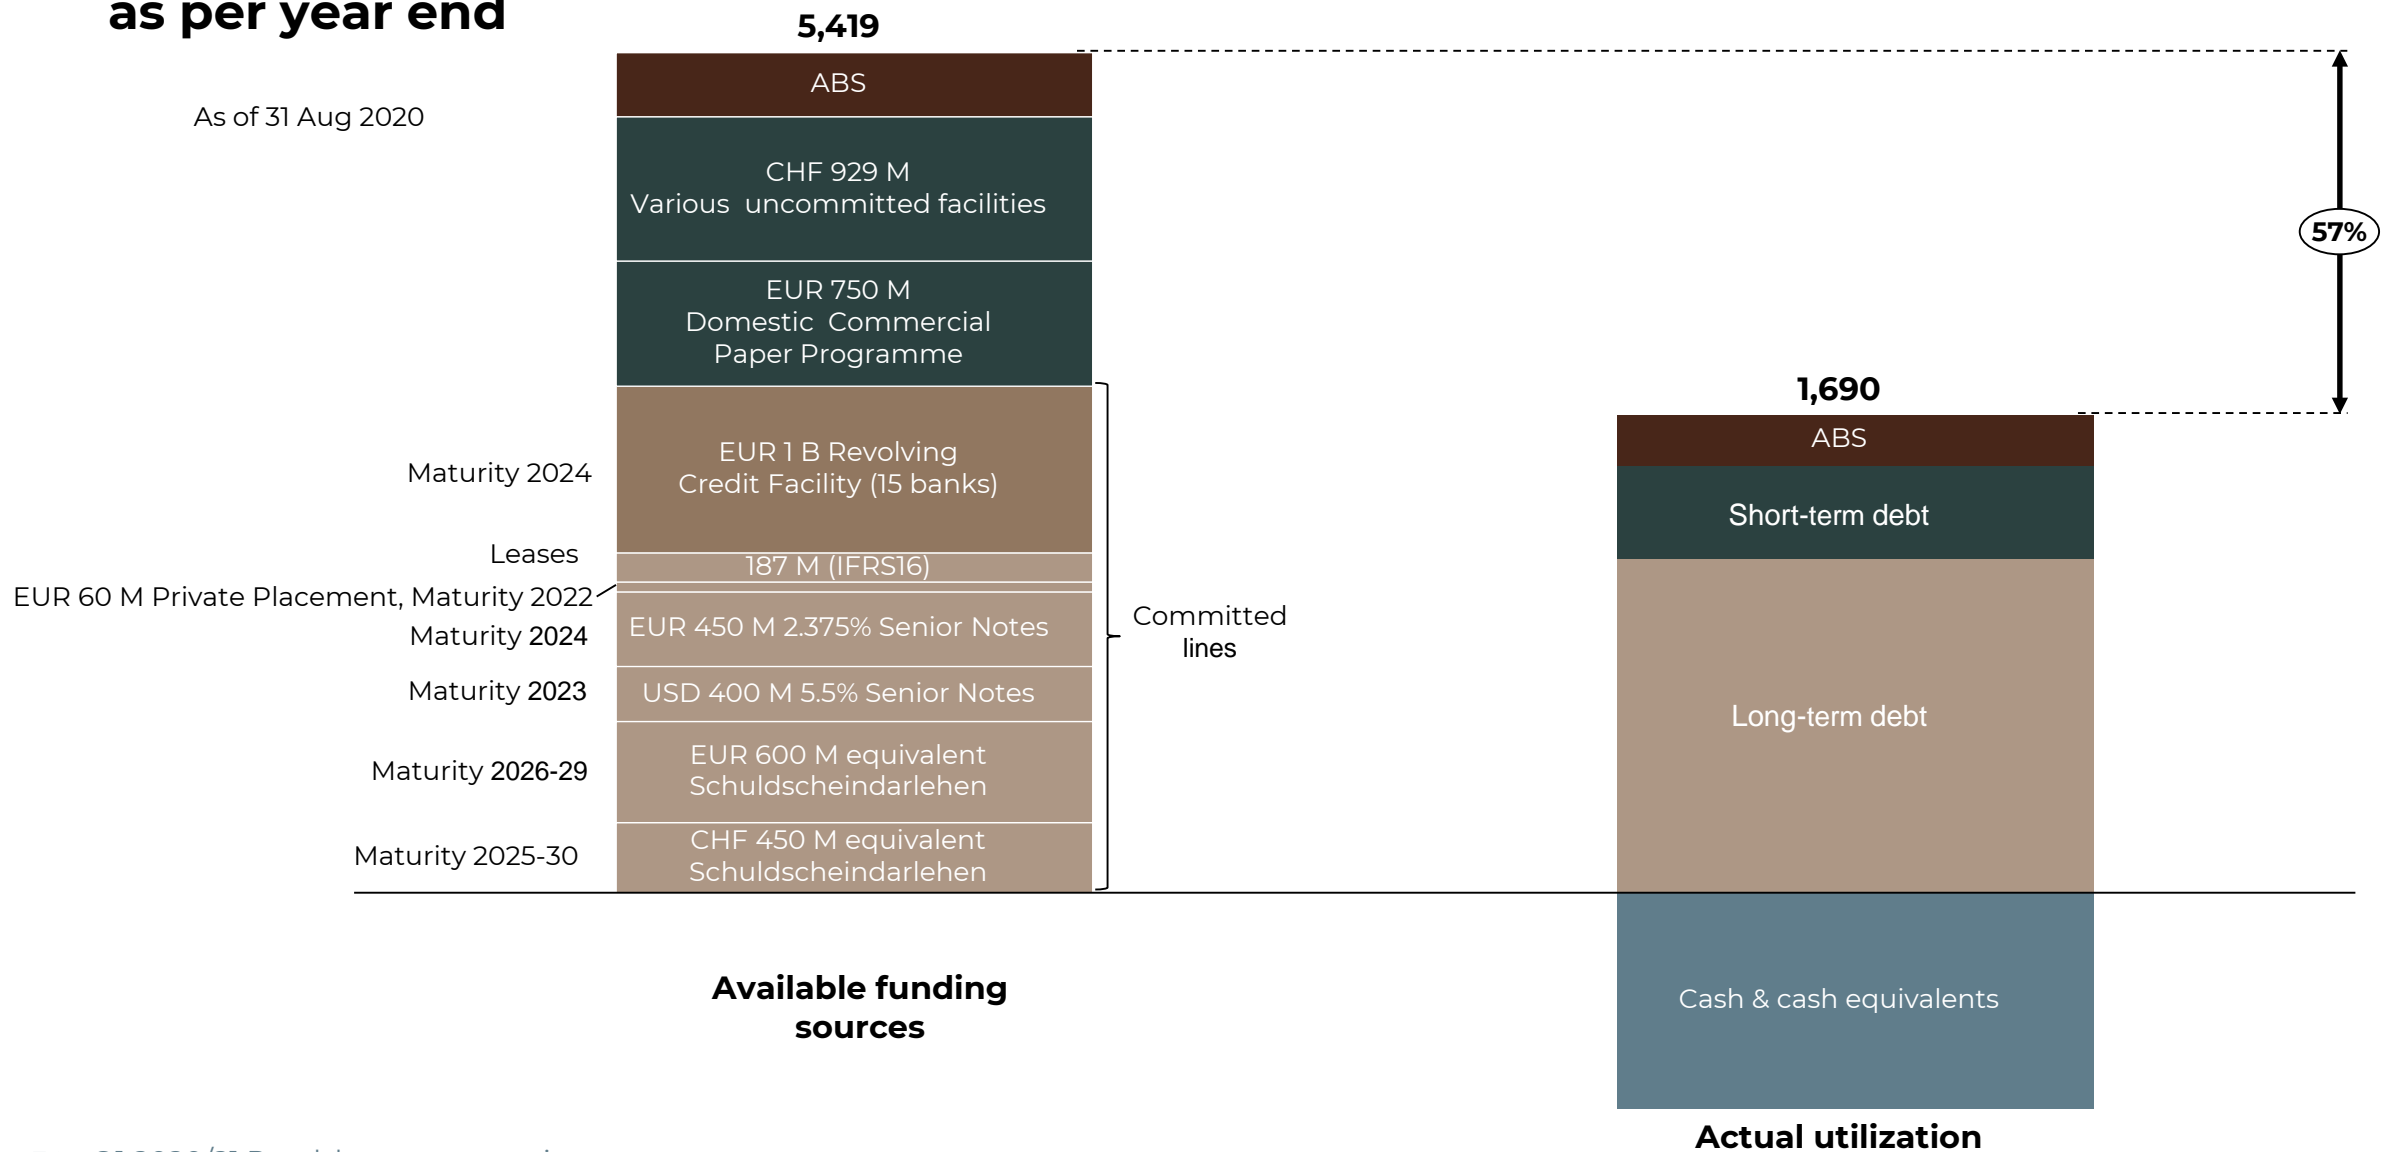 as per year end
As of 31 Aug 2020
5,419
ABS
CHF 929 M
Various uncommitted facilities
EUR 750 M
Domestic Commercial
Paper Programme
Maturity 2024
EUR 1 B Revolving
Credit Facility (15 banks)
Leases
187 M (IFRS16)
EUR 60 M Private Placement, Maturity 2022
Maturity 2024
EUR 450 M 2.375% Senior Notes
Maturity 2023
USD 400 M 5.5% Senior Notes
Maturity 2026-29
EUR 600 M equivalent
Schuldscheindarlehen
Maturity 2025-30
CHF 450 M equivalent
Schuldscheindarlehen
Committed
lines
Available funding
sources
57%
1,690
ABS
Short-term debt
Long-term debt
Cash & cash equivalents
Actual utilization